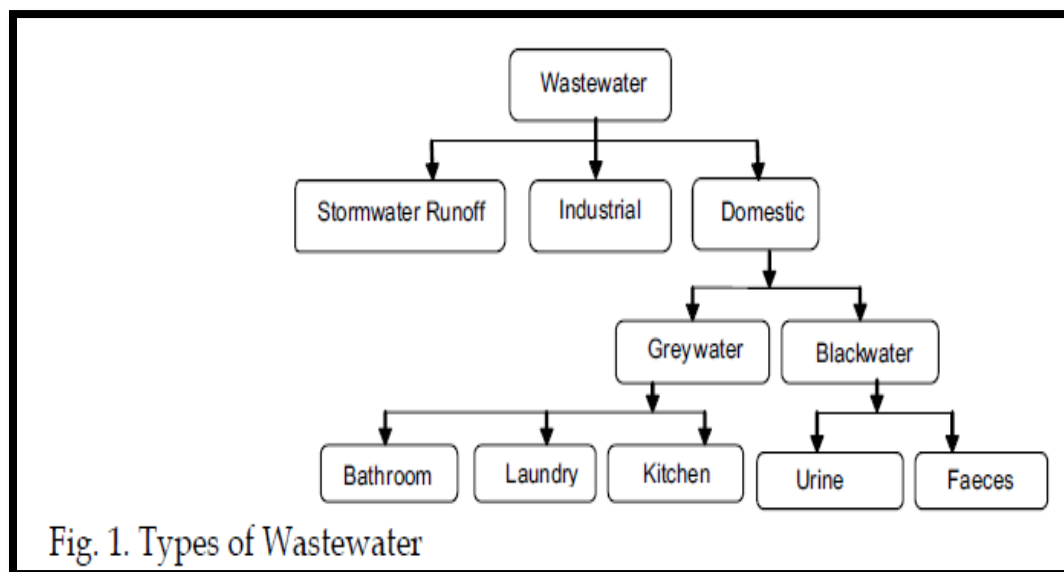 Wastewater
Stormwater Runoff
Industrial
Domestic
Greywater
Blackwater
Bathroom
Laundry
Kitchen
Urine
Faeces
Fig. 1. Types of Wastewater